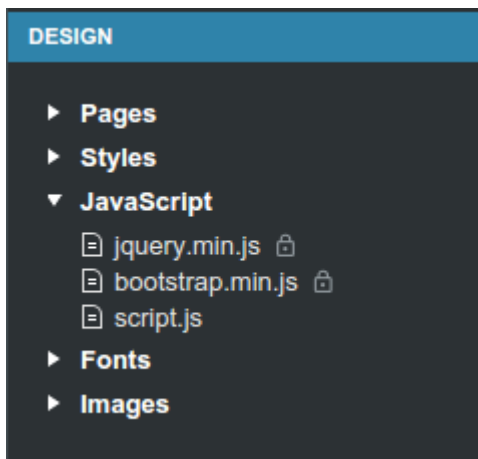 DESIGN
Pages
Styles
JavaScript
jquery.min.js
bootstrap.min.js
script.js
Fonts
Images